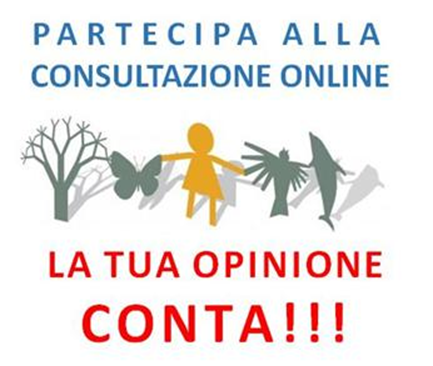 PARTECIPA ALLA
CONSULTAZIONE ONLINE
LA TUA OPINIONE
CONTA!!!